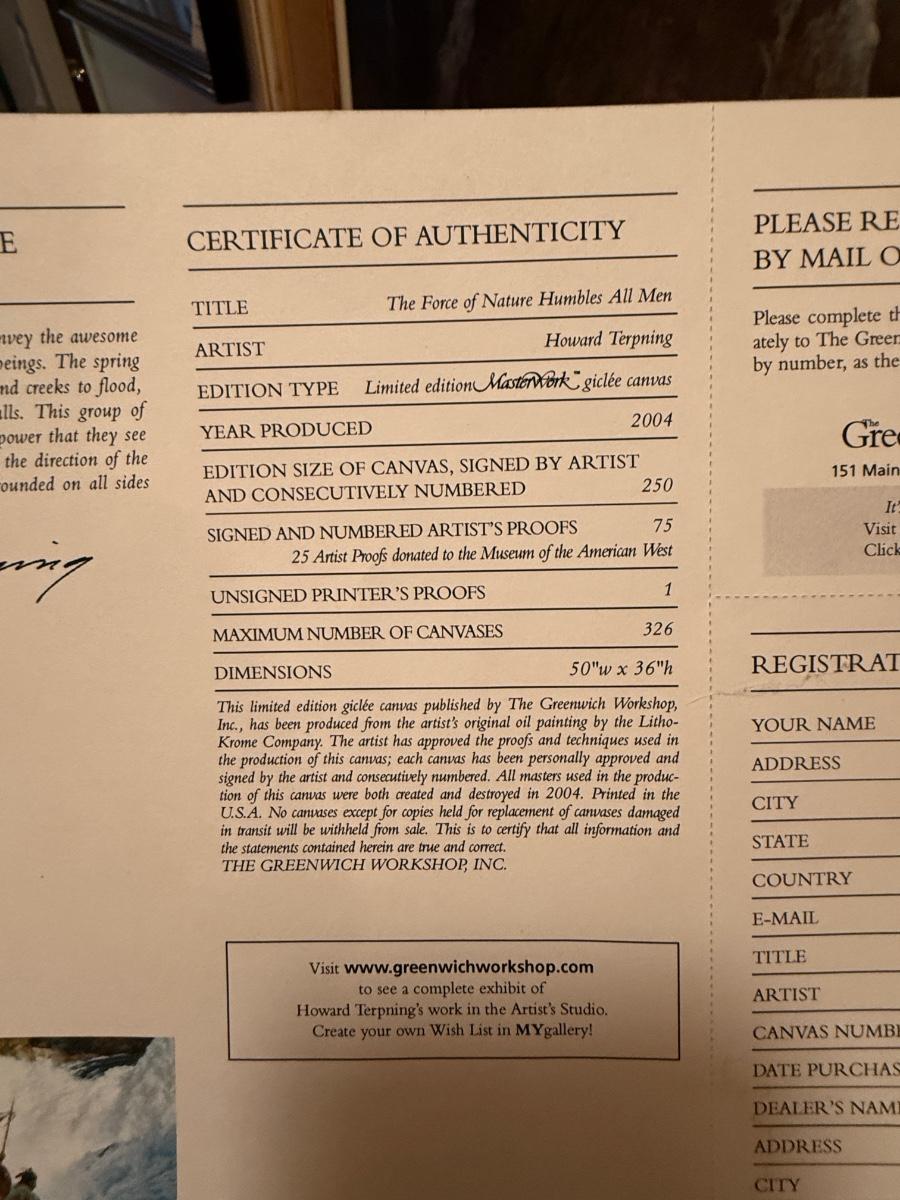 E
nvey the awesome
beings. The spring
nd creeks to flood,
alls. This group of
power that they see
the direction of the
ounded on all sides
CERTIFICATE OF AUTHENTICITY
TITLE The Force of Nature Humbles All Men
ARTIST Howard Terpning
EDITION TYPE Limited edition MasterWork™ giclée canvas
YEAR PRODUCED 2004
EDITION SIZE OF CANVAS, SIGNED BY ARTIST
AND CONSECUTIVELY NUMBERED 250
SIGNED AND NUMBERED ARTIST'S PROOFS 75
25 Artist Proofs donated to the Museum of the American West
UNSIGNED PRINTER'S PROOFS 1
MAXIMUM NUMBER OF CANVASES 326
DIMENSIONS 50"w x 36"h
This limited edition giclée canvas published by The Greenwich Workshop,
Inc., has been produced from the artist's original oil painting by the Litho-
Krome Company. The artist has approved the proofs and techniques used in
the production of this canvas; each canvas has been personally approved and
signed by the artist and consecutively numbered. All masters used in the produc-
tion of this canvas were both created and destroyed in 2004. Printed in the
U.S.A. No canvases except for copies held for replacement of canvases damaged
in transit will be withheld from sale. This is to certify that all information and
the statements contained herein are true and correct.
THE GREENWICH WORKSHOP, INC.
Visit www.greenwichworkshop.com
to see a complete exhibit of
Howard Terpning's work in the Artist's Studio.
Create your own Wish List in MYgallery!
PLEASE RE
BY MAIL O
Please complete th
ately to The Green
by number, as the
The
Gree
151 Main
It'
Visit
Click
REGISTRAT
YOUR NAME
ADDRESS
CITY
STATE
COUNTRY
E-MAIL
TITLE
ARTIST
CANVAS NUMBE
DATE PURCHAS
DEALER'S NAME
ADDRESS
CITY